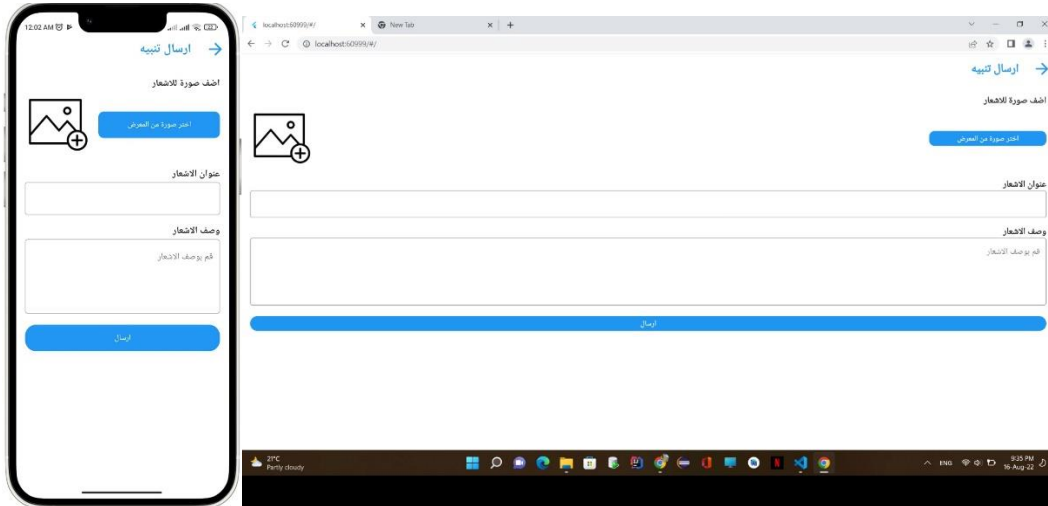 12:02 AM
ارسال تنبيه
اضف صورة للاشعار
اختر صورة من المعرض
عنوان الاشعار
وصف الاشعار
قم بوصف الاشعار
ارسال
localhost:60999/#/
New Tab
localhost:60999/#/
ارسال تنبيه
اضف صورة للاشعار
اختر صورة من المعرض
عنوان الاشعار
وصف الاشعار
قم بوصف الاشعار
ارسال
21°C
Partly cloudy
ENG
9:35 PM
16-Aug-22